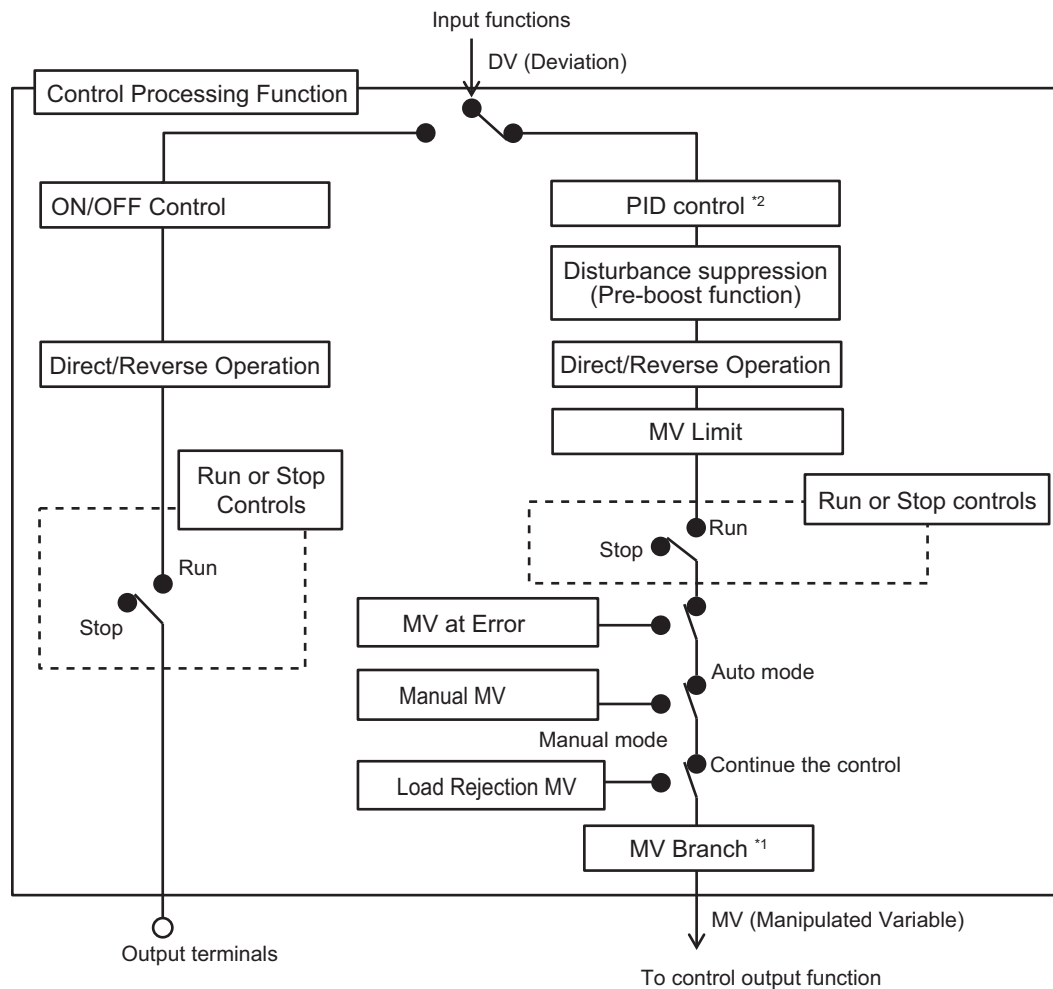 Input functions
DV (Deviation)
Control Processing Function
ON/OFF Control
PID control *2
Disturbance suppression
(Pre-boost function)
Direct/Reverse Operation
Direct/Reverse Operation
MV Limit
Run or Stop
Controls
Run or Stop controls
Run
Stop
Run
Stop
MV at Error
Auto mode
Manual MV
Manual mode
Continue the control
Load Rejection MV
MV Branch *1
MV (Manipulated Variable)
Output terminals
To control output function